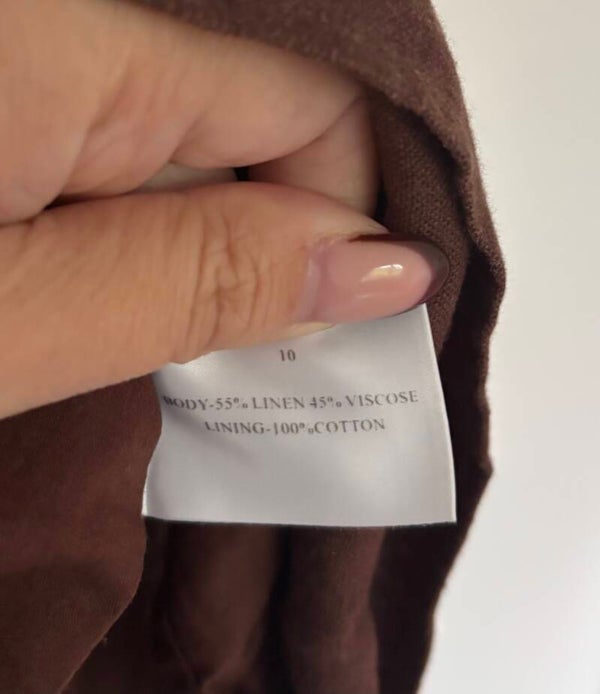 10
BODY-55% LINEN 45% VISCOSE
LINING-100%COTTON